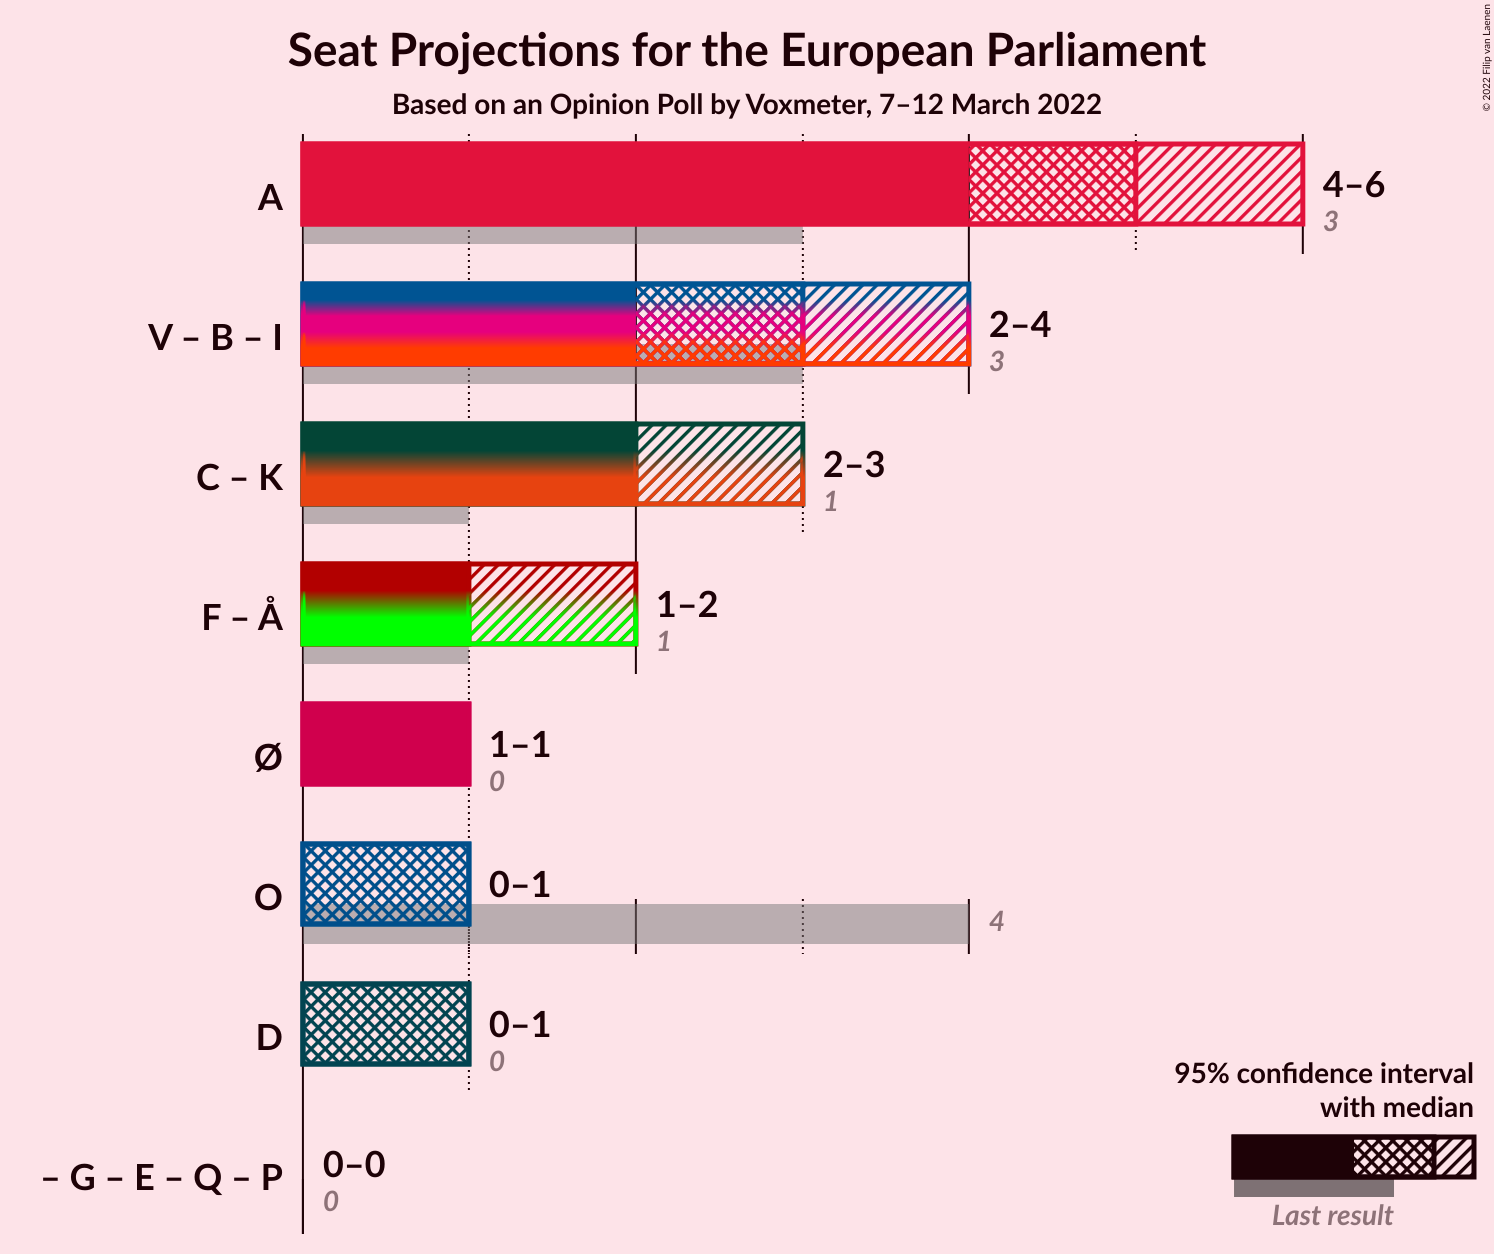 Seat Projections for the European Parliament
Based on an Opinion Poll by Voxmeter, 7–12 March 2022
© 2022 Filip van Laenen
A
4–6
3
V – B – I
2–4
3
C – K
2–3
1
F – Å
1–2
1
Ø
1–1
0
O
0–1
4
D
0–1
0
– G – E – Q – P
0–0
0
95% confidence interval
with median
Last result